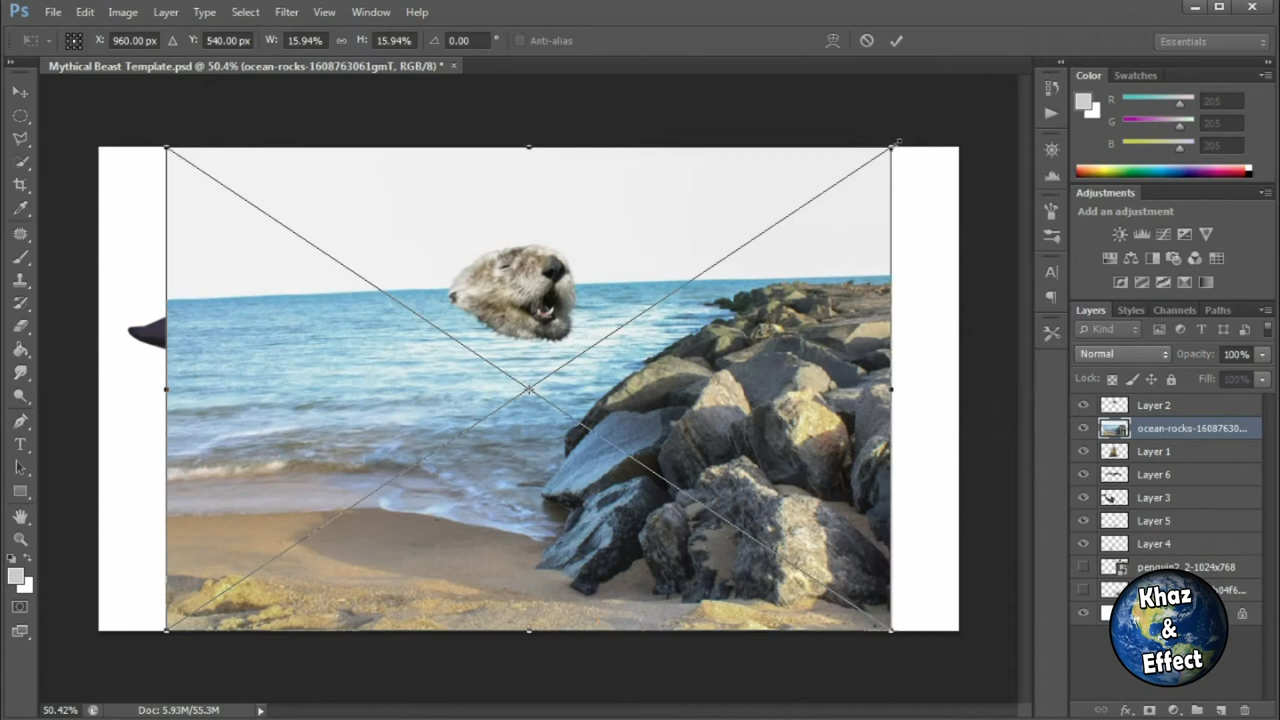 Ps File Edit Image Layer Type Select Filter View Window Help
X: 960.00 px Y: 540.00 px W: 15.94% H: 15.94% 0.00 ° Anti-alias Essentials
Mythical Beast Template.psd @ 50.4% (ocean-rocks-1608763061gmT, RGB/8) * ×
Color Swatches
R 205
G 205
B 205
Adjustments
Add an adjustment
Layers Styles Channels Paths
Kind
Normal Opacity: 100%
Lock: Fill: 100%
Layer 2
ocean-rocks-16087630...
Layer 1
Layer 6
Layer 3
Layer 5
Layer 4
penguin2_2-1024x768
Khaz
&
Effect
50.42% Doc: 5.93M/55.3M